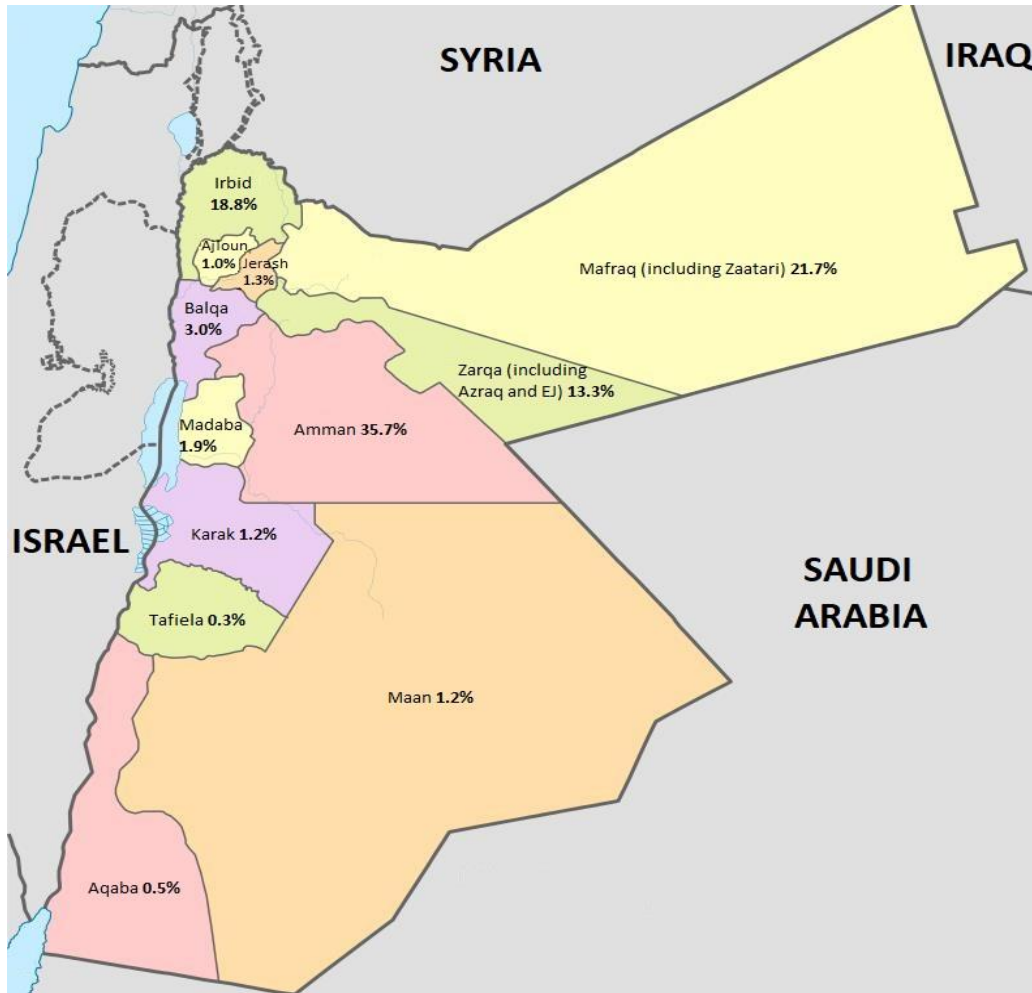 SYRIA
IRAQ
Irbid
18.8%
Ajloun
1.0%
Jerash
1.3%
Mafraq (including Zaatari) 21.7%
Balqa
3.0%
Zarqa (including
Azraq and EJ) 13.3%
Madaba
1.9%
Amman 35.7%
ISRAEL
Karak 1.2%
SAUDI
ARABIA
Tafiela 0.3%
Maan 1.2%
Aqaba 0.5%